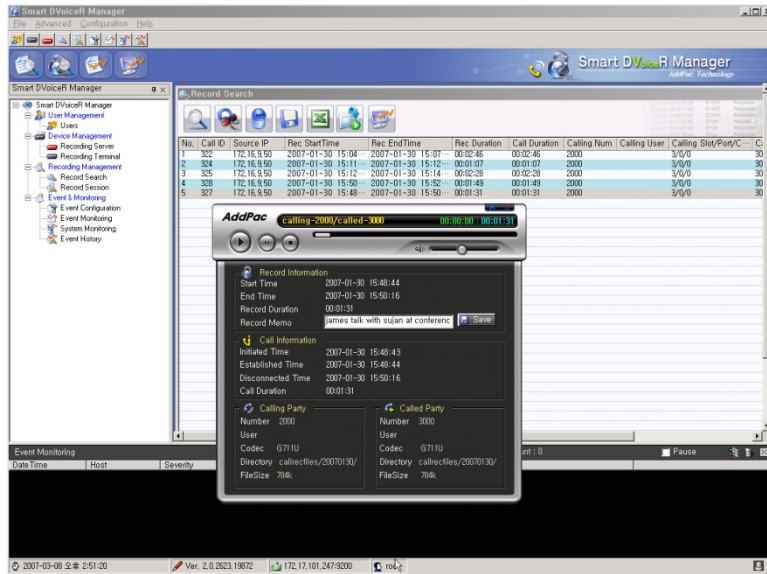 Smart DVoiceR Manager
File Advanced Configuration Help
Smart DVoiceR Manager
AddPac Technology
Smart DVoiceR Manager
Smart DVoiceR Manager
User Management
Users
Device Management
Recording Server
Recording Terminal
Recording Management
Record Search
Record Session
Event & Monitoring
Event Configuration
Event Monitoring
System Monitoring
Event History
Record Search
No. Call ID Source IP Rec StartTime Rec EndTime Rec Duration Call Duration Calling Num Calling User Calling Slot/Port/C··· C
1 322 172,16,9,50 2007-01-30 15:04··· 2007-01-30 15:07··· 00:02:46 00:02:46 2000 3/0/0 30
2 324 172,16,9,50 2007-01-30 15:11··· 2007-01-30 15:12··· 00:01:07 00:01:07 2000 3/0/0 30
3 325 172,16,9,50 2007-01-30 15:12··· 2007-01-30 15:14··· 00:02:28 00:02:28 2000 3/0/0 30
4 328 172,16,9,50 2007-01-30 15:50··· 2007-01-30 15:52··· 00:01:49 00:01:49 2000 3/0/0 30
5 327 172,16,9,50 2007-01-30 15:48··· 2007-01-30 15:50··· 00:01:31 00:01:31 2000 3/0/0 30
AddPac calling-2000/called-3000 00:00:00 00:01:31
Record Information
Start Time 2007-01-30 15:48:44
End Time 2007-01-30 15:50:16
Record Duration 00:01:31
Record Memo james talk with sujan at conferenc Save
Call Information
Initiated Time 2007-01-30 15:48:43
Established Time 2007-01-30 15:48:44
Disconnected Time 2007-01-30 15:50:16
Call Duration 00:01:31
Calling Party
Number 2000
User
Codec G711U
Directory callrecfiles/20070130/
FileSize 784k
Called Party
Number 3000
User
Codec G711U
Directory callrecfiles/20070130/
FileSize 784k
Event Monitoring
unt : 0 Pause
DateTime Host Severity
2007-03-08 오후 2:51:20 Ver, 2,0,2623,19872 172,17,101,247:9200